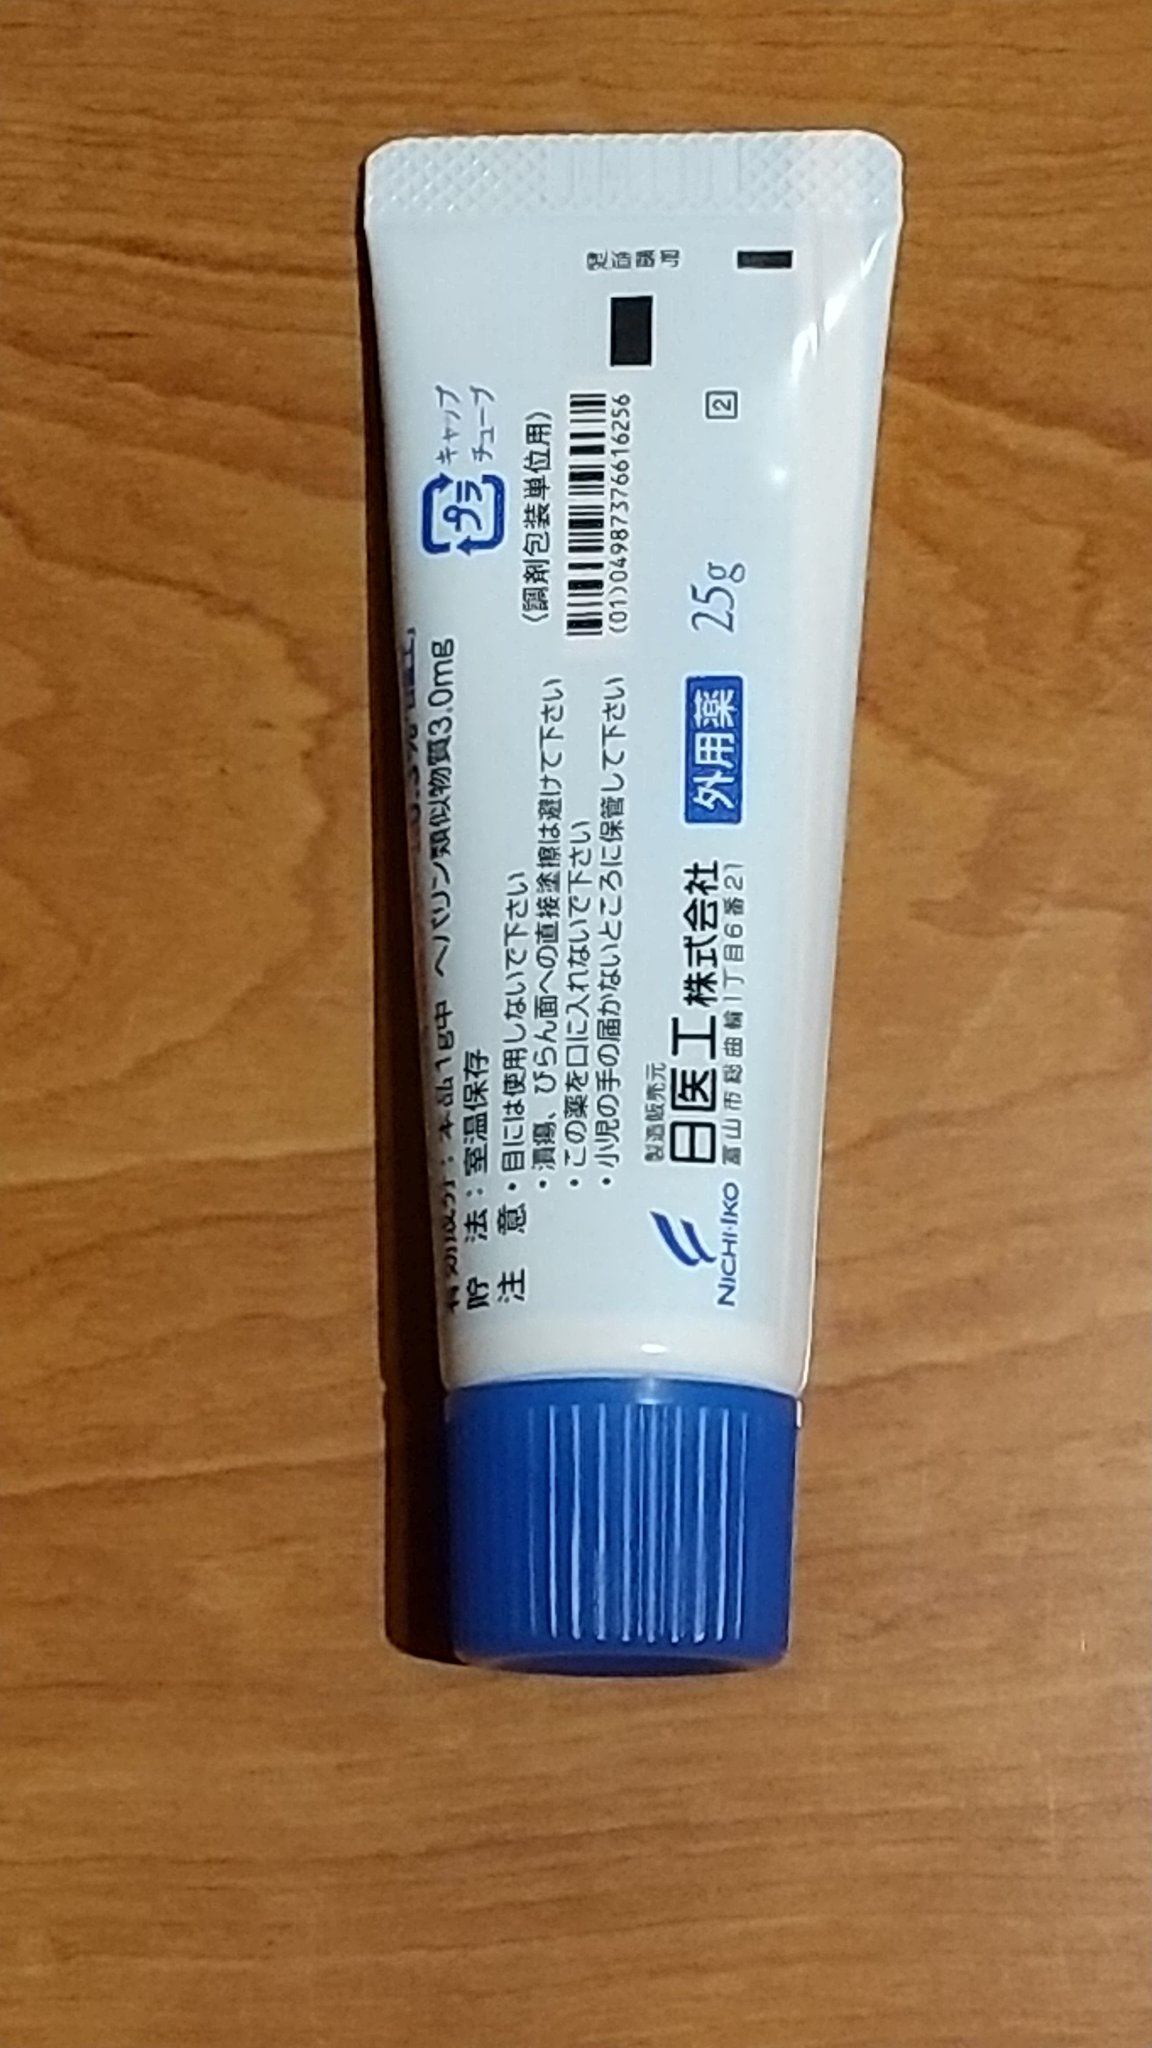 0.3%「日医工」
有効成分：本品1g中 ヘパリン類似物質3.0mg
貯 法：室温保存
注 意・目には使用しないで下さい
・潰瘍、びらん面への直接塗擦は避けて下さい
・この薬を口に入れないで下さい
・小児の手の届かないところに保管して下さい
プラ
キャップ
チューブ
〈調剤包装単位用〉
(01)04987376616256
製造販売元
日医工株式会社
富山市総曲輪1丁目6番21
NICHI-IKO
外用薬
25g
2